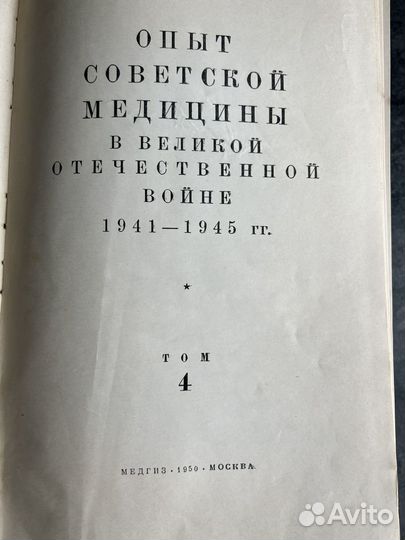 ОПЫТ
СОВЕТСКОЙ
МЕДИЦИНЫ
В ВЕЛИКОЙ
ОТЕЧЕСТВЕННОЙ
ВОЙНЕ
1941—1945 гг.
*
ТОМ
4
МЕДГИЗ • 1950 • МОСКВА
Avito